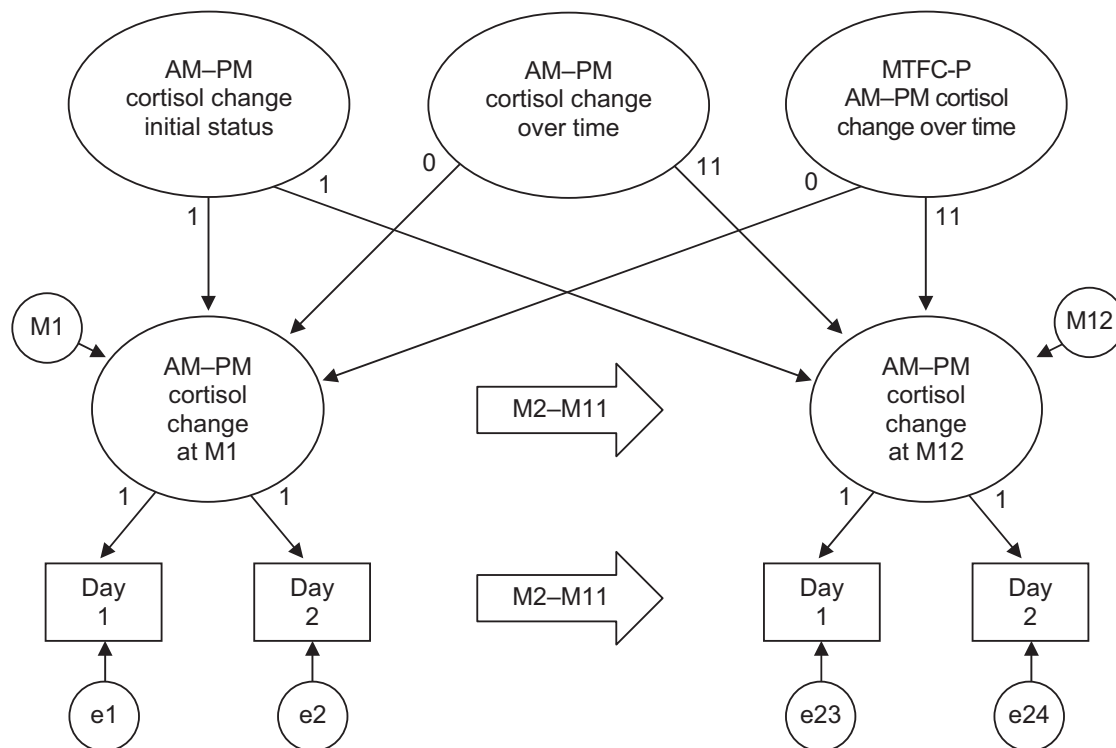 AM–PM
cortisol change
initial status
AM–PM
cortisol change
over time
MTFC-P
AM–PM cortisol
change over time
1
1
0
11
0
11
M1
M12
AM–PM
cortisol
change
at M1
M2–M11
AM–PM
cortisol
change
at M12
1
1
1
1
Day
1
Day
2
M2–M11
Day
1
Day
2
e1
e2
e23
e24